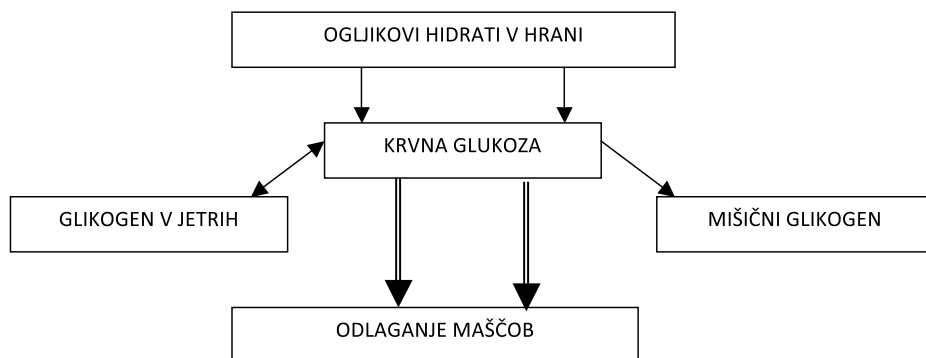 OGLJIKOVI HIDRATI V HRANI
KRVNA GLUKOZA
GLIKOGEN V JETRIH
MIŠIČNI GLIKOGEN
ODLAGANJE MAŠČOB